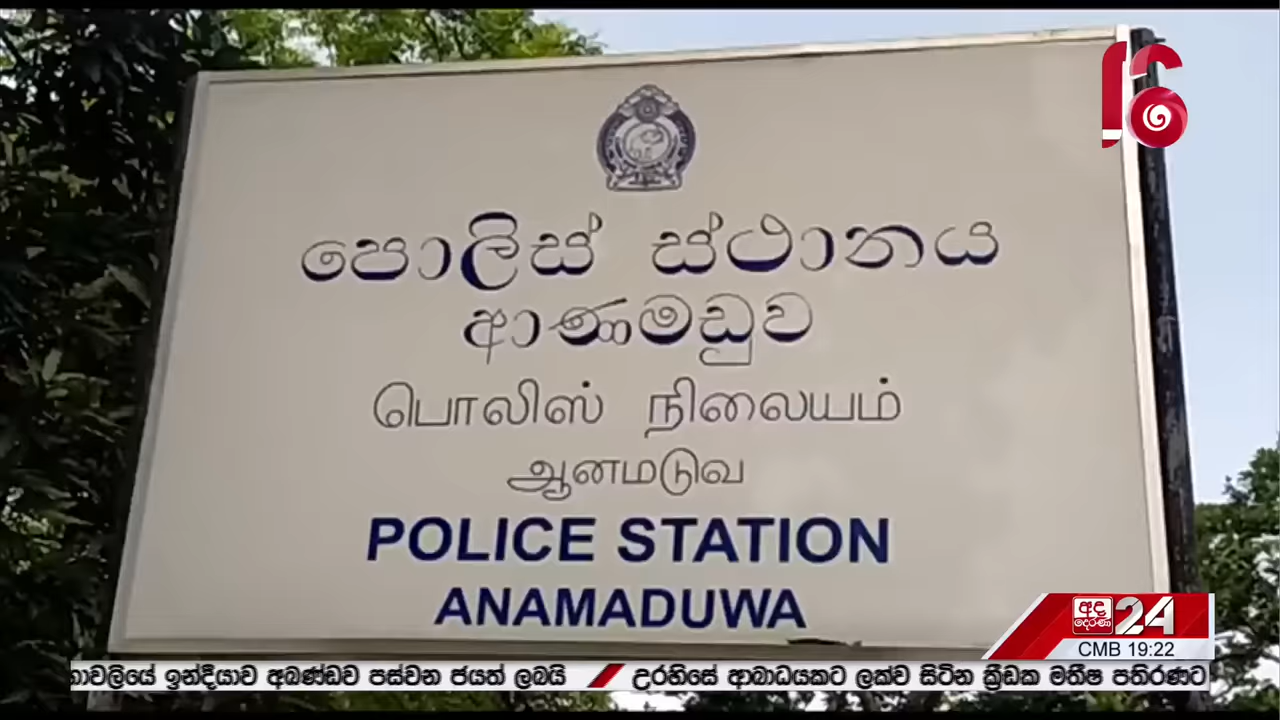 පොලිස් ස්ථානය
ආණමඩුව
பொலிஸ் நிலையம்
ஆனமடுவ
POLICE STATION
ANAMADUWA
අද දෙරණ 24
CMB 19:22
තාවලියේ ඉන්දියාව අඛණ්ඩව පස්වන ජයත් ලබයි
උරහිසේ ආබාධයකට ලක්ව සිටින ක්‍රීඩක මතීෂ පතිරණට